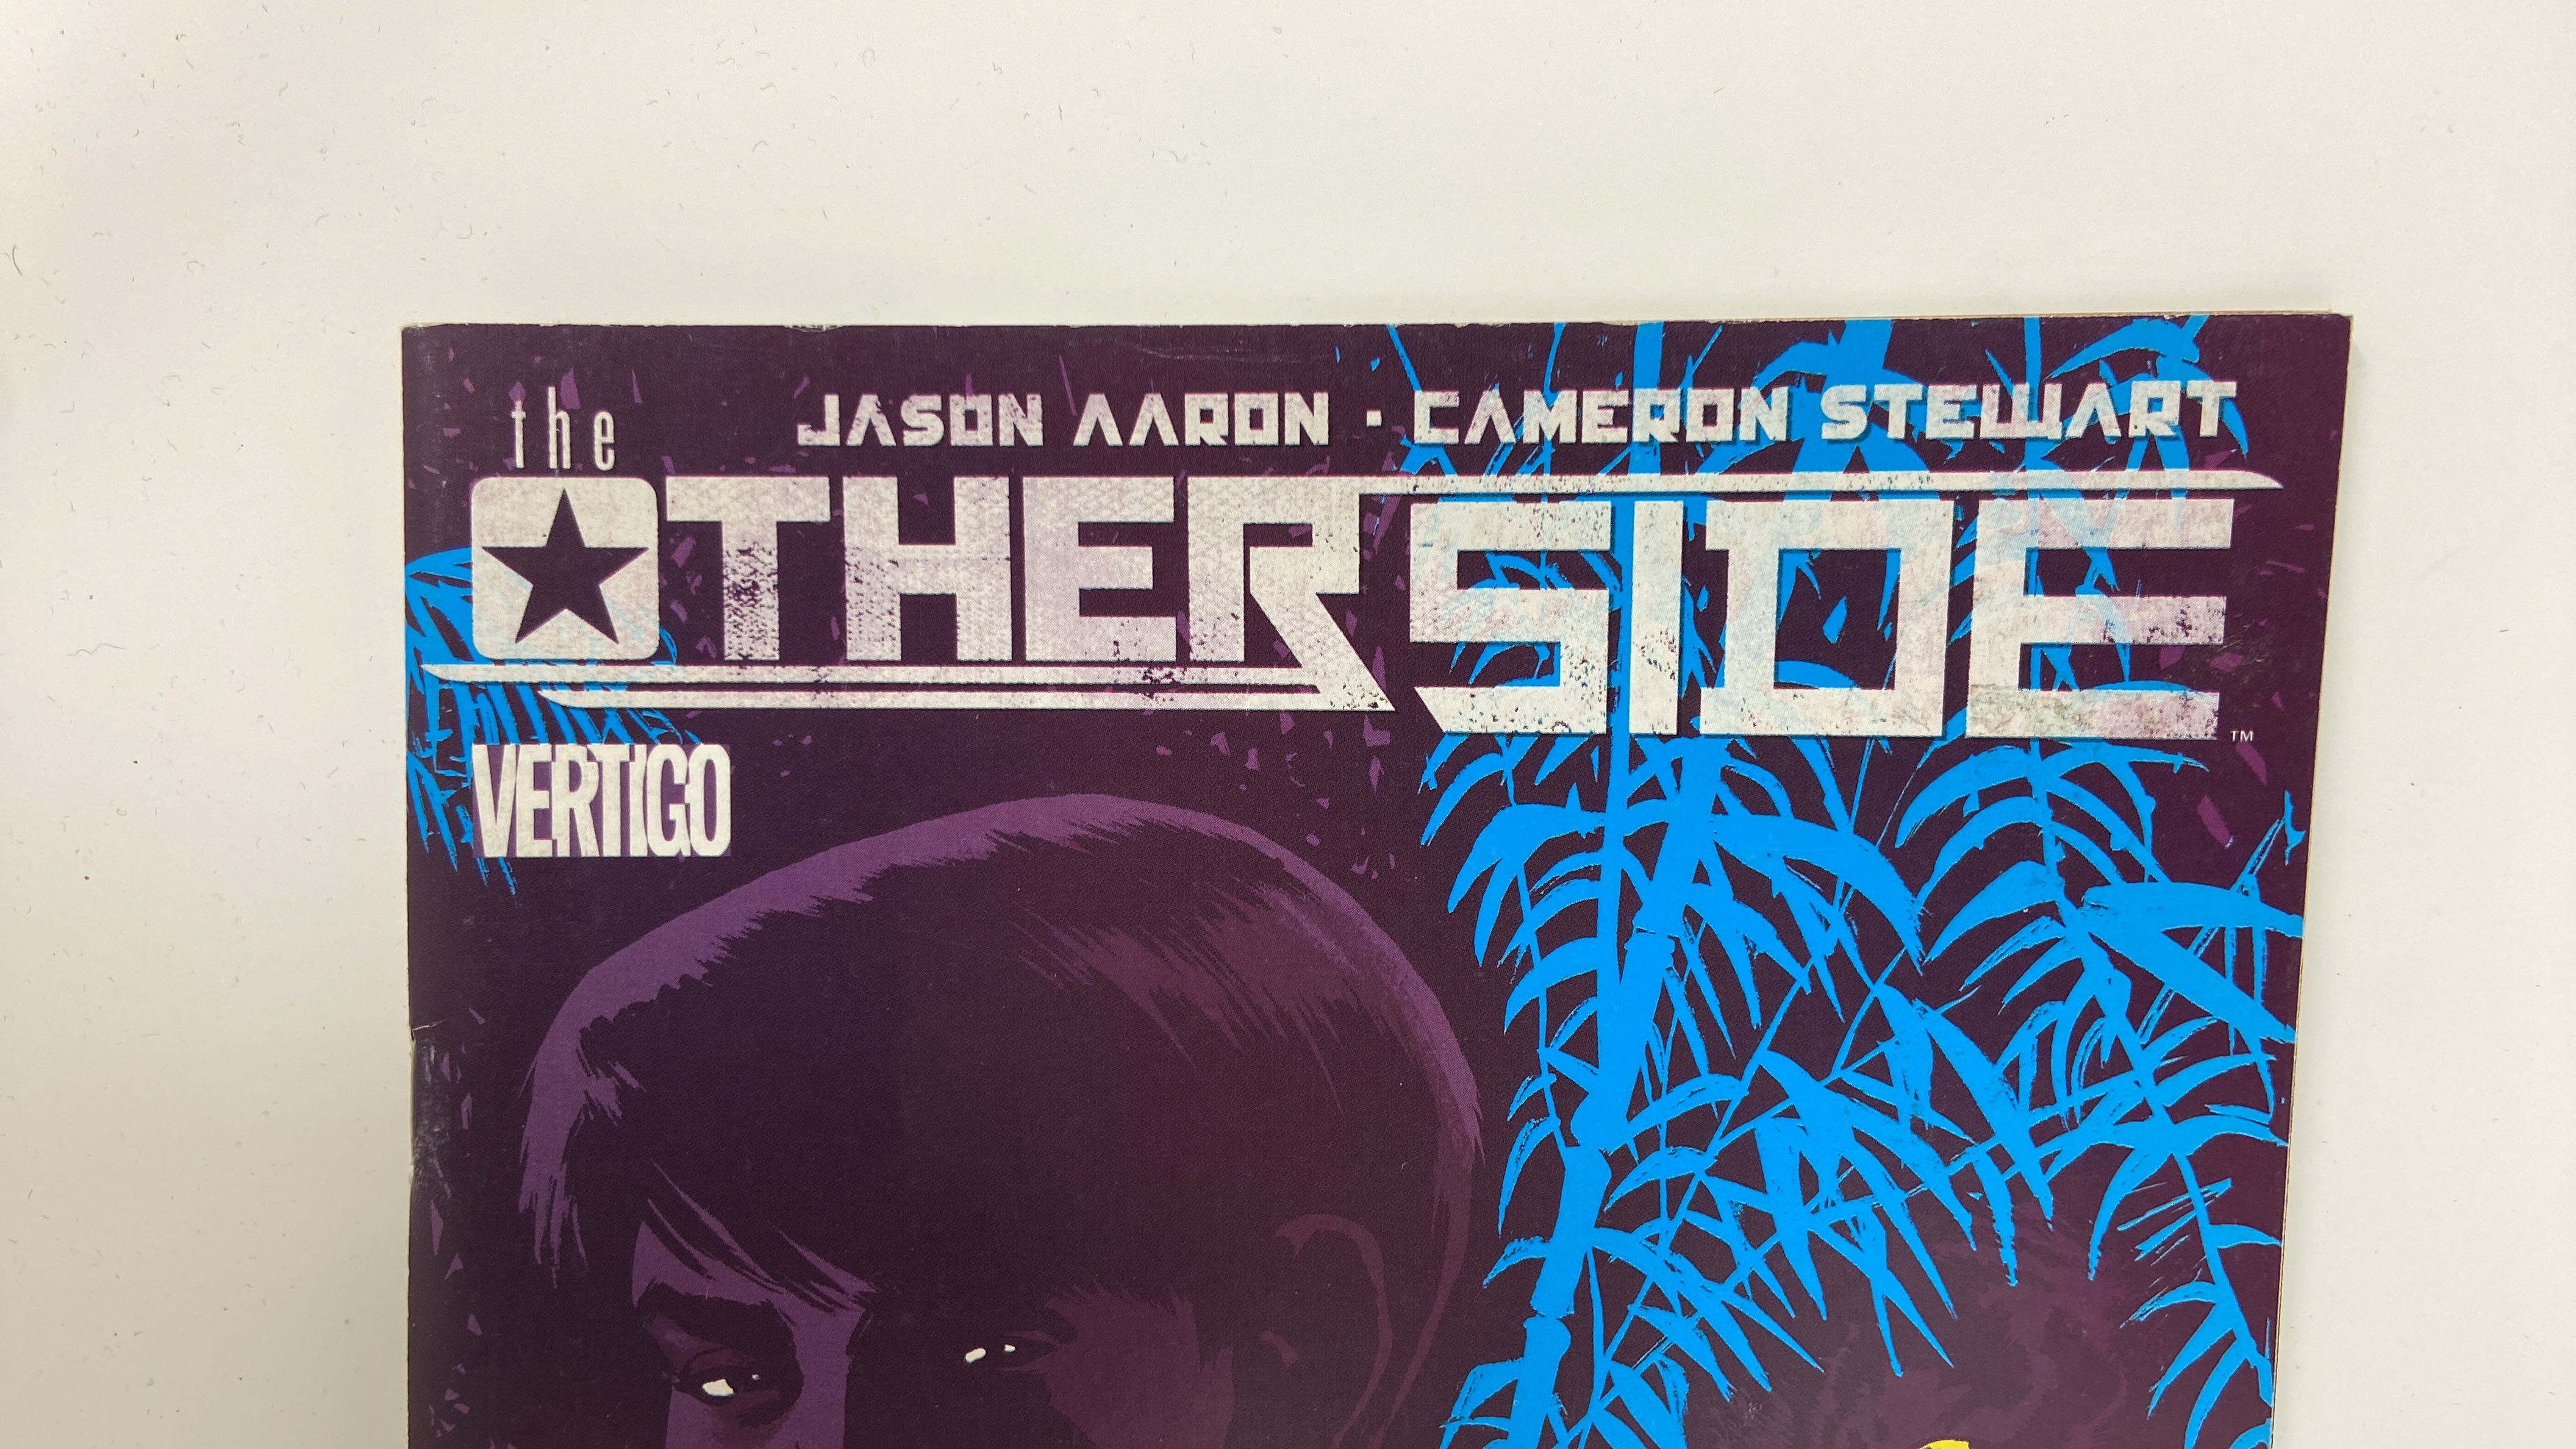 the
JASON AARON · CAMERON STEWART
OTHERSIDE
TM
VERTIGO